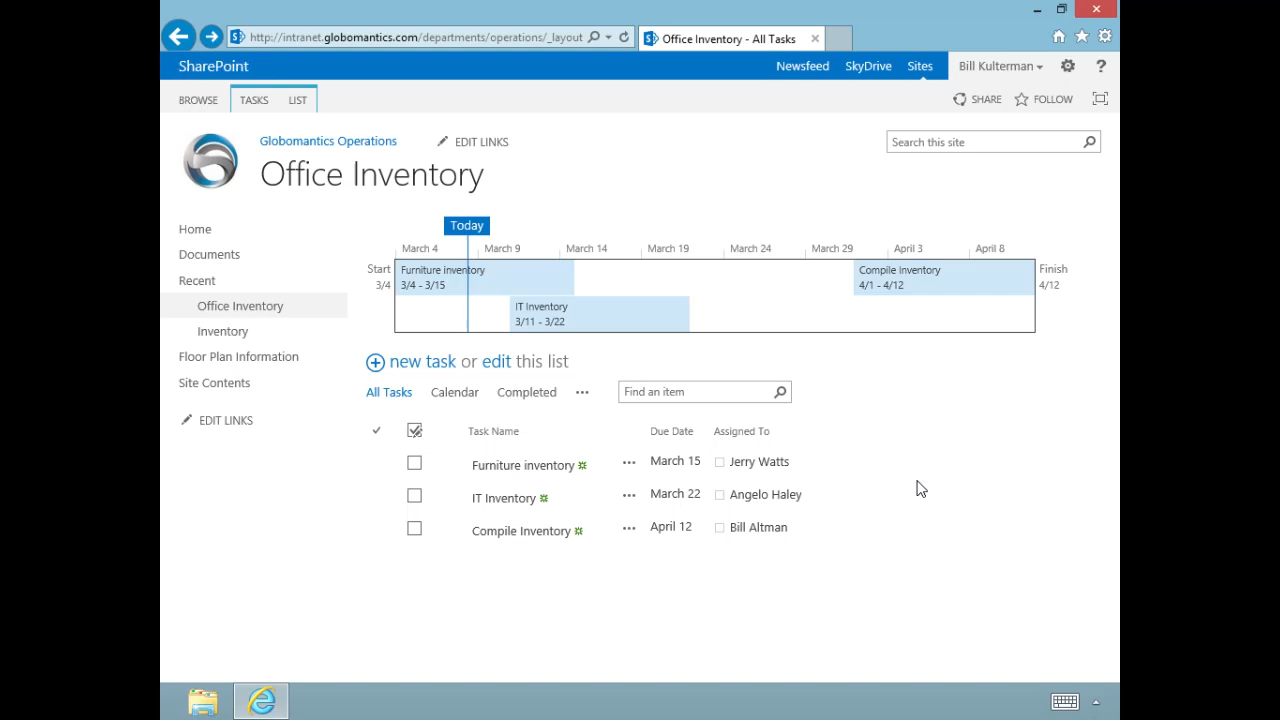 http://intranet.globomantics.com/departments/operations/_layout
Office Inventory - All Tasks
SharePoint
Newsfeed SkyDrive Sites Bill Kulterman ?
BROWSE TASKS LIST SHARE FOLLOW
Globomantics Operations EDIT LINKS
Search this site
Office Inventory
Home
Documents
Recent
Office Inventory
Inventory
Floor Plan Information
Site Contents
EDIT LINKS
Today
March 4 March 9 March 14 March 19 March 24 March 29 April 3 April 8
Start
3/4
Furniture inventory
3/4 - 3/15
Compile Inventory
4/1 - 4/12
Finish
4/12
IT Inventory
3/11 - 3/22
new task or edit this list
All Tasks Calendar Completed ··· Find an item
Task Name Due Date Assigned To
Furniture inventory ··· March 15 Jerry Watts
IT Inventory ··· March 22 Angelo Haley
Compile Inventory ··· April 12 Bill Altman